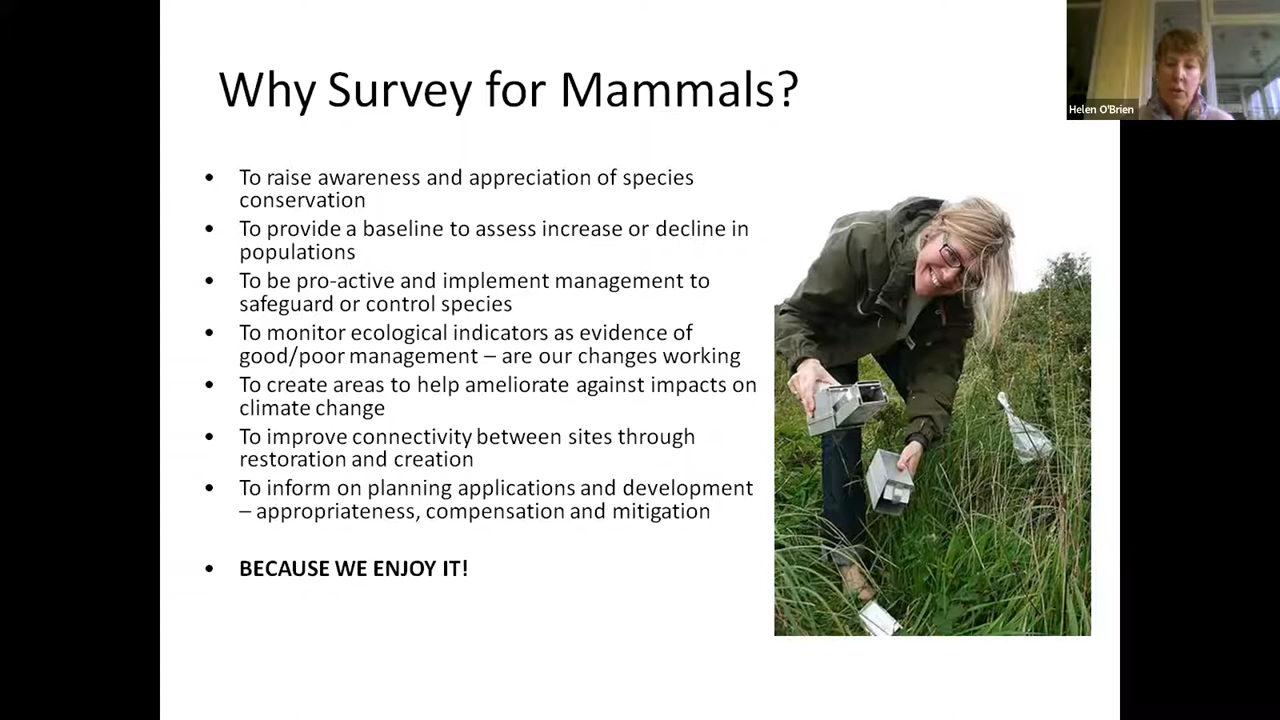 Why Survey for Mammals?
Helen O'Brien
• To raise awareness and appreciation of species
conservation
• To provide a baseline to assess increase or decline in
populations
• To be pro-active and implement management to
safeguard or control species
• To monitor ecological indicators as evidence of
good/poor management – are our changes working
• To create areas to help ameliorate against impacts on
climate change
• To improve connectivity between sites through
restoration and creation
• To inform on planning applications and development
– appropriateness, compensation and mitigation
• BECAUSE WE ENJOY IT!